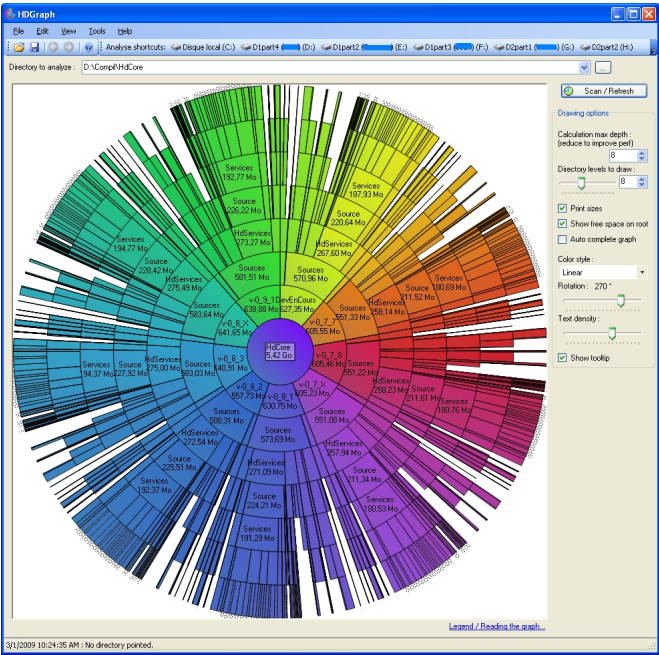 HDGraph
File Edit View Tools Help
Analyse shortcuts: Disque local (C:) D1part4 ( (D:) D1part2 ( (E:) D1part3 ( (F:) D2part1 ( ) (G:) D2part2 (H:)
Directory to analyze : D:\Compil\HdCore ...
Scan / Refresh
Drawing options
Calculation max depth :
(reduce to improve perf)
8
Directory levels to draw :
8
Print sizes
Show free space on root
Auto complete graph
Color style :
Linear
Rotation : 270 °
Text density :
Show tooltip
Services
192,77 Mo
Source
226,22 Mo
HdServices
273,27 Mo
Sources
581,51 Mo
v-0_9_1
638,88 Mo
Services
187,93 Mo
Source
220,64 Mo
HdServices
267,60 Mo
Sources
570,96 Mo
DevEnCours
627,35 Mo
Services
180,69 Mo
Source
211,52 Mo
HdServices
258,14 Mo
Sources
551,33 Mo
v-0_7_7
605,55 Mo
Services
194,77 Mo
Source
228,42 Mo
HdServices
275,49 Mo
Sources
583,64 Mo
v-0_8_X
641,65 Mo
HdCore
5,42 Go
Services
194,37 Mo
Source
227,92 Mo
HdServices
275,00 Mo
Sources
583,03 Mo
v-0_8_3
640,91 Mo
605,46 Mo
Sources
551,22 Mo
HdServices
258,23 Mo
Source
211,61 Mo
Services
180,76 Mo
v-0_8_2
557,73 Mo
Sources
500,31 Mo
HdServices
272,54 Mo
Source
225,51 Mo
Services
192,37 Mo
v-0_8_1
630,75 Mo
Sources
573,69 Mo
HdServices
271,09 Mo
Source
224,21 Mo
Services
191,29 Mo
v-0_7_X
605,23 Mo
Sources
551,08 Mo
HdServices
257,94 Mo
Source
211,34 Mo
Services
180,53 Mo
Legend / Reading the graph...
3/1/2009 10:24:35 AM : No directory pointed.